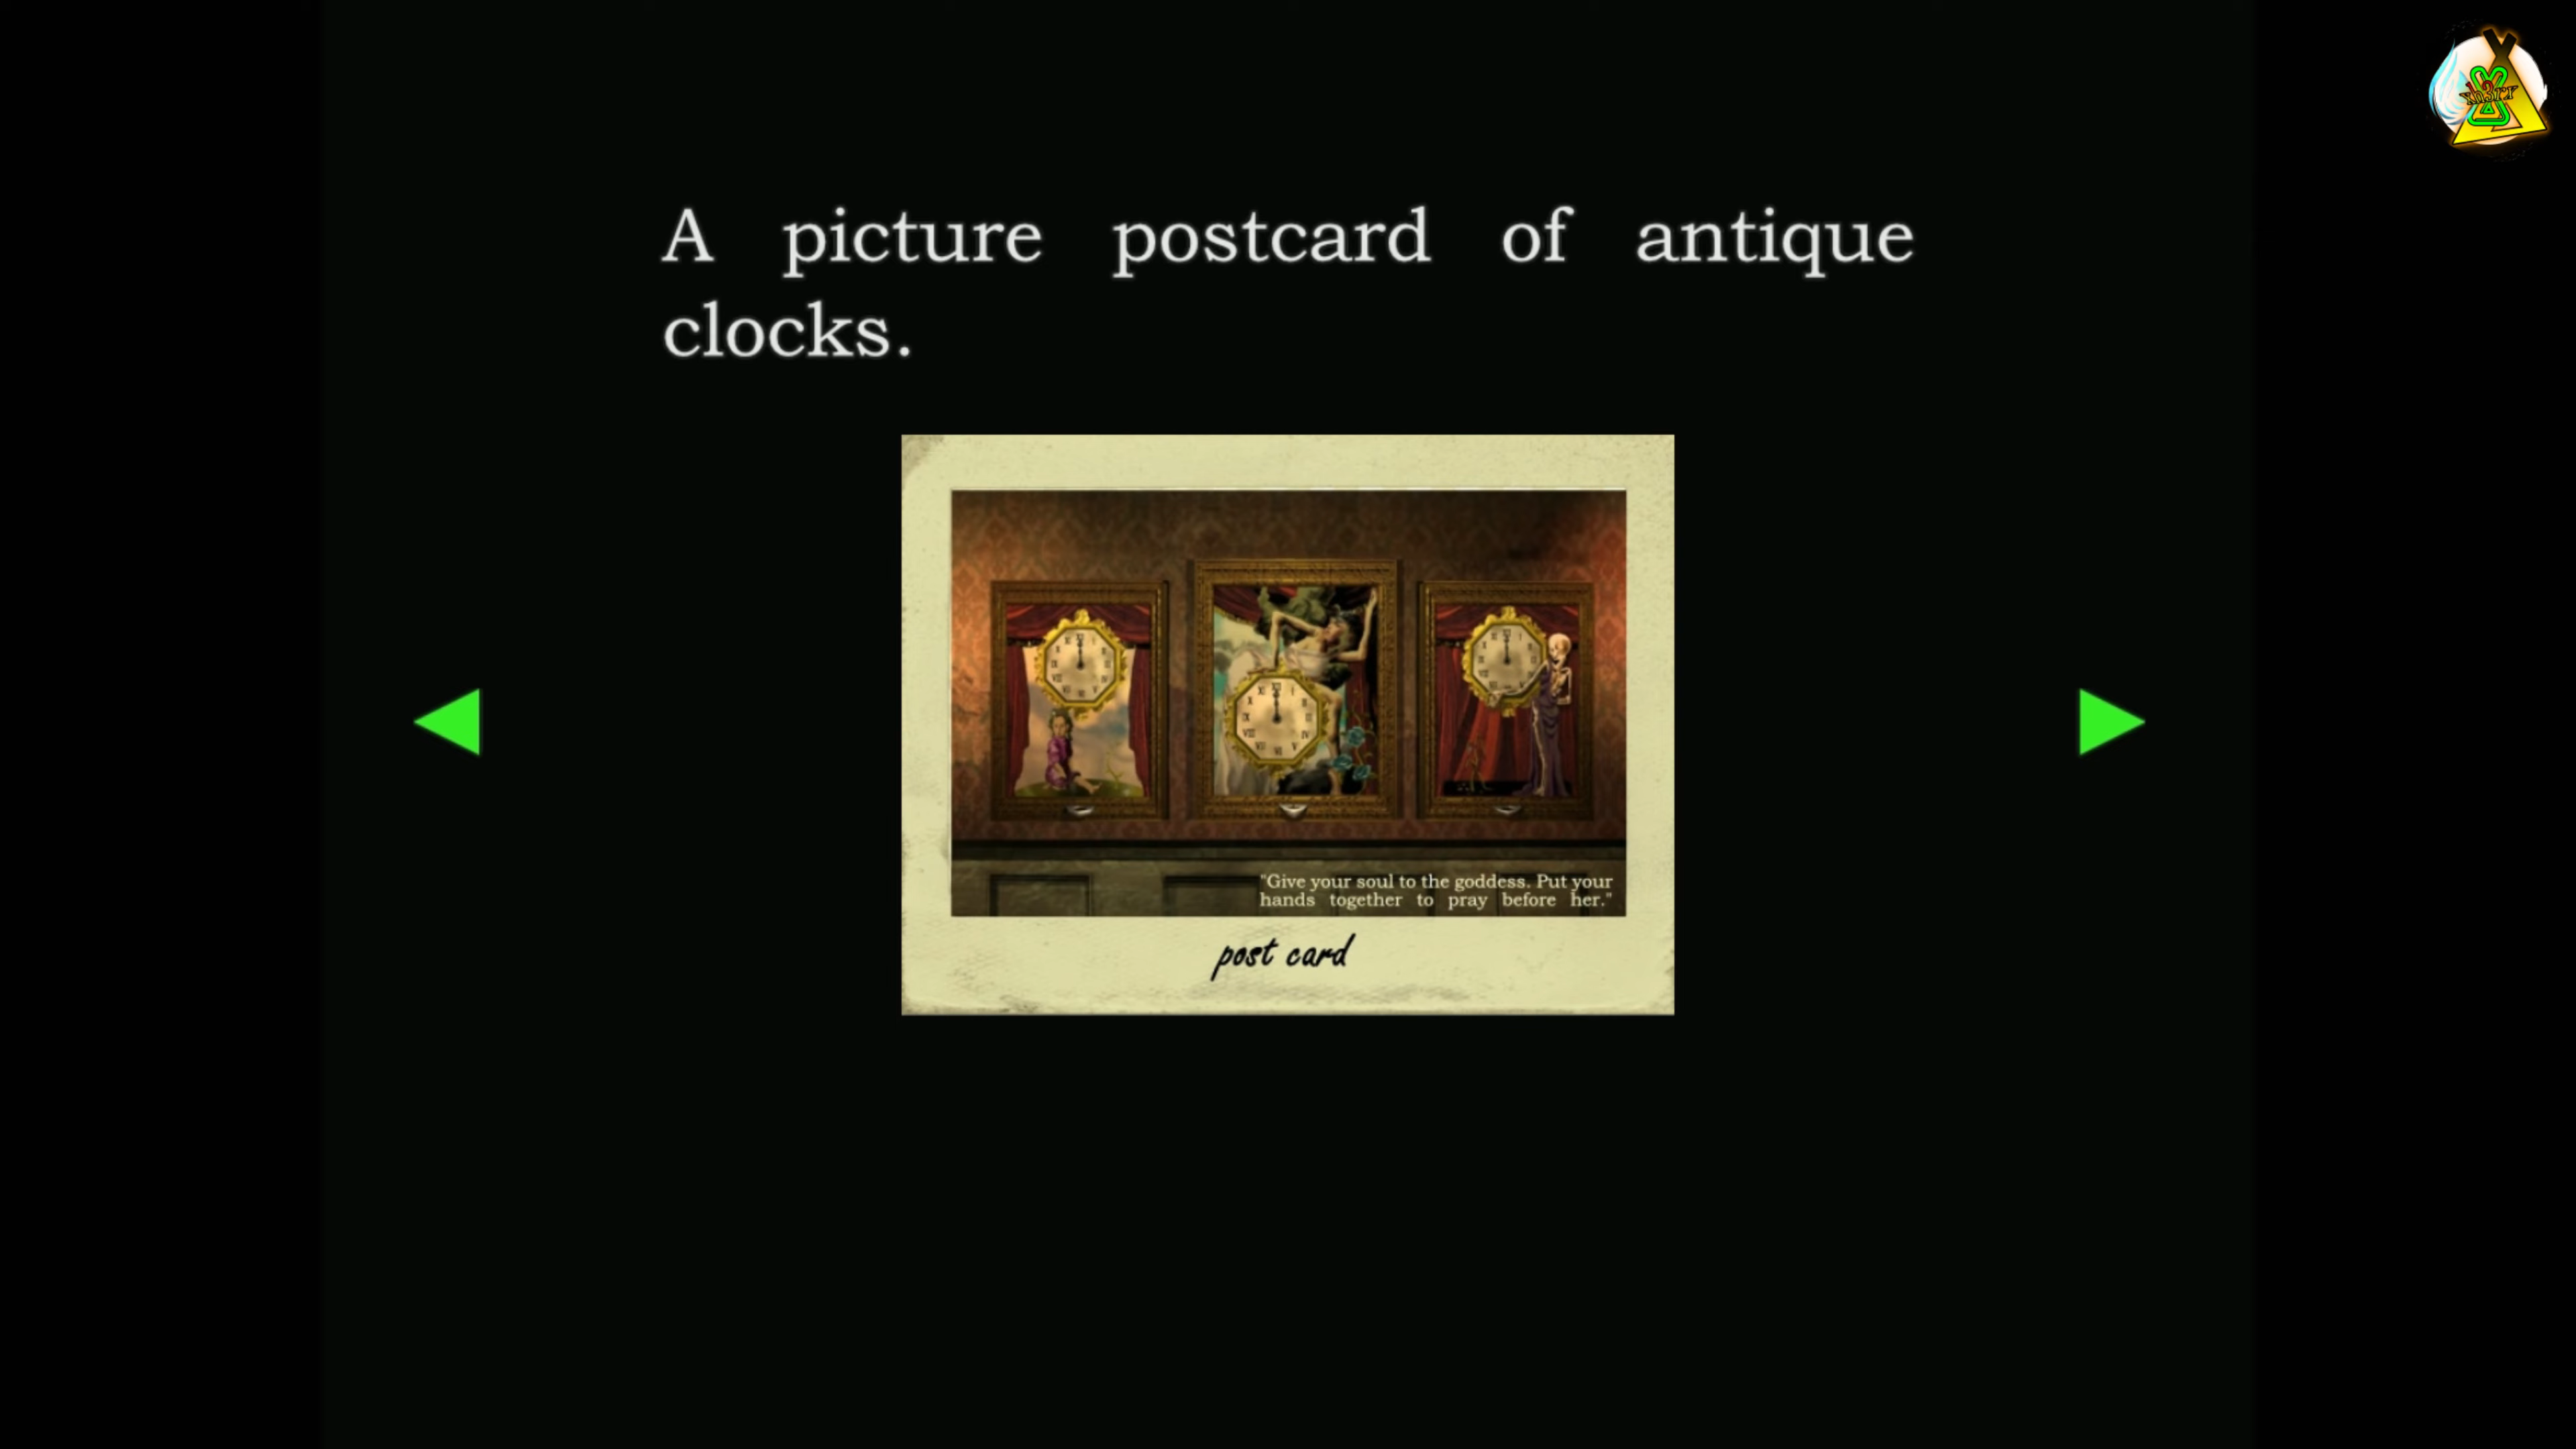 A picture postcard of antique
clocks.
"Give your soul to the goddess. Put your
hands together to pray before her."
post card